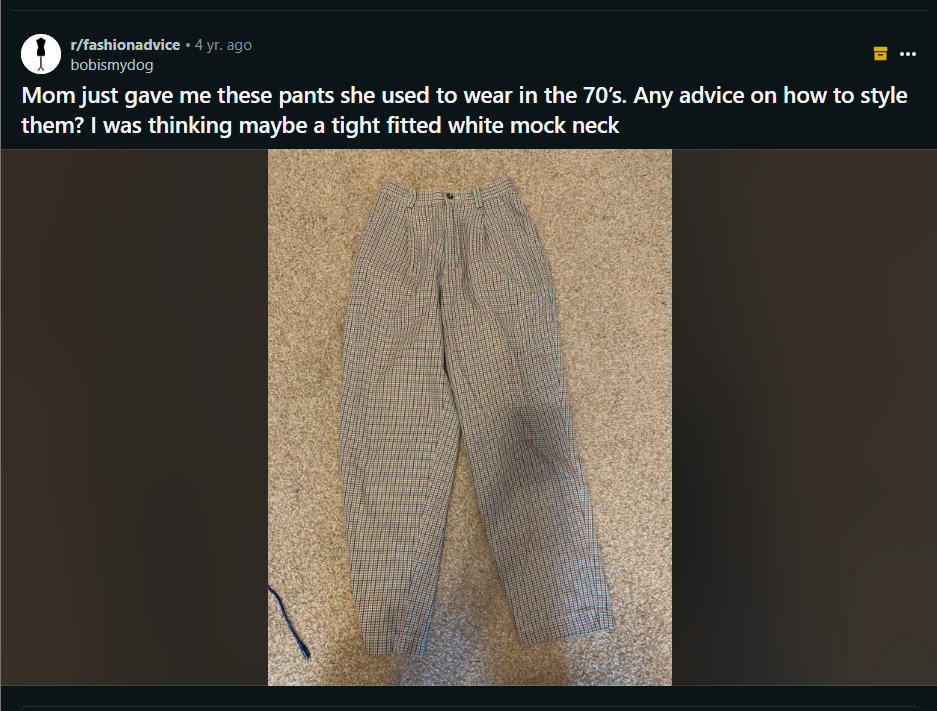 r/fashionadvice • 4 yr. ago
bobismydog
Mom just gave me these pants she used to wear in the 70’s. Any advice on how to style
them? I was thinking maybe a tight fitted white mock neck